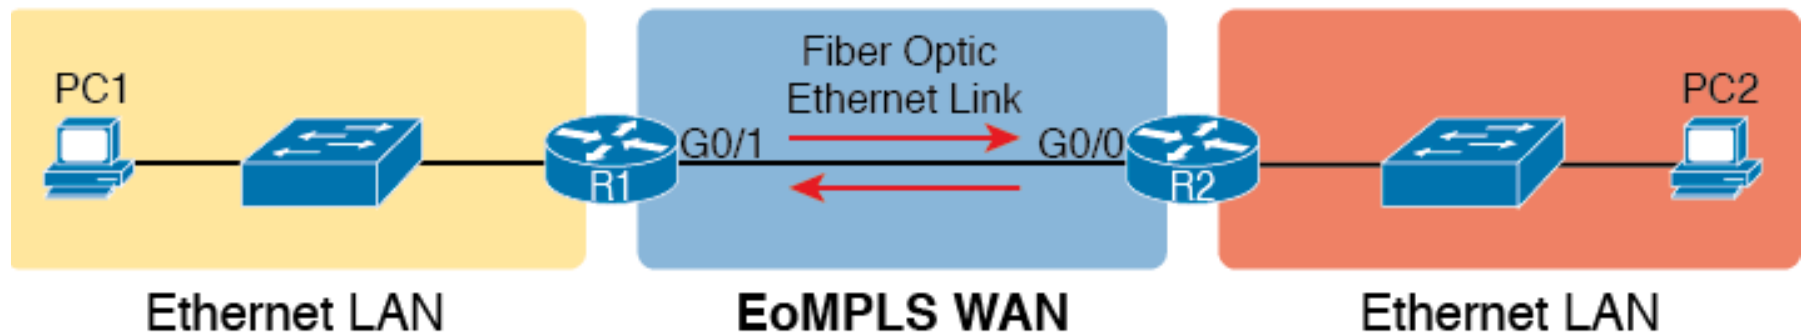 PC1
R1
G0/1
Fiber Optic
Ethernet Link
G0/0
R2
PC2
Ethernet LAN
EoMPLS WAN
Ethernet LAN